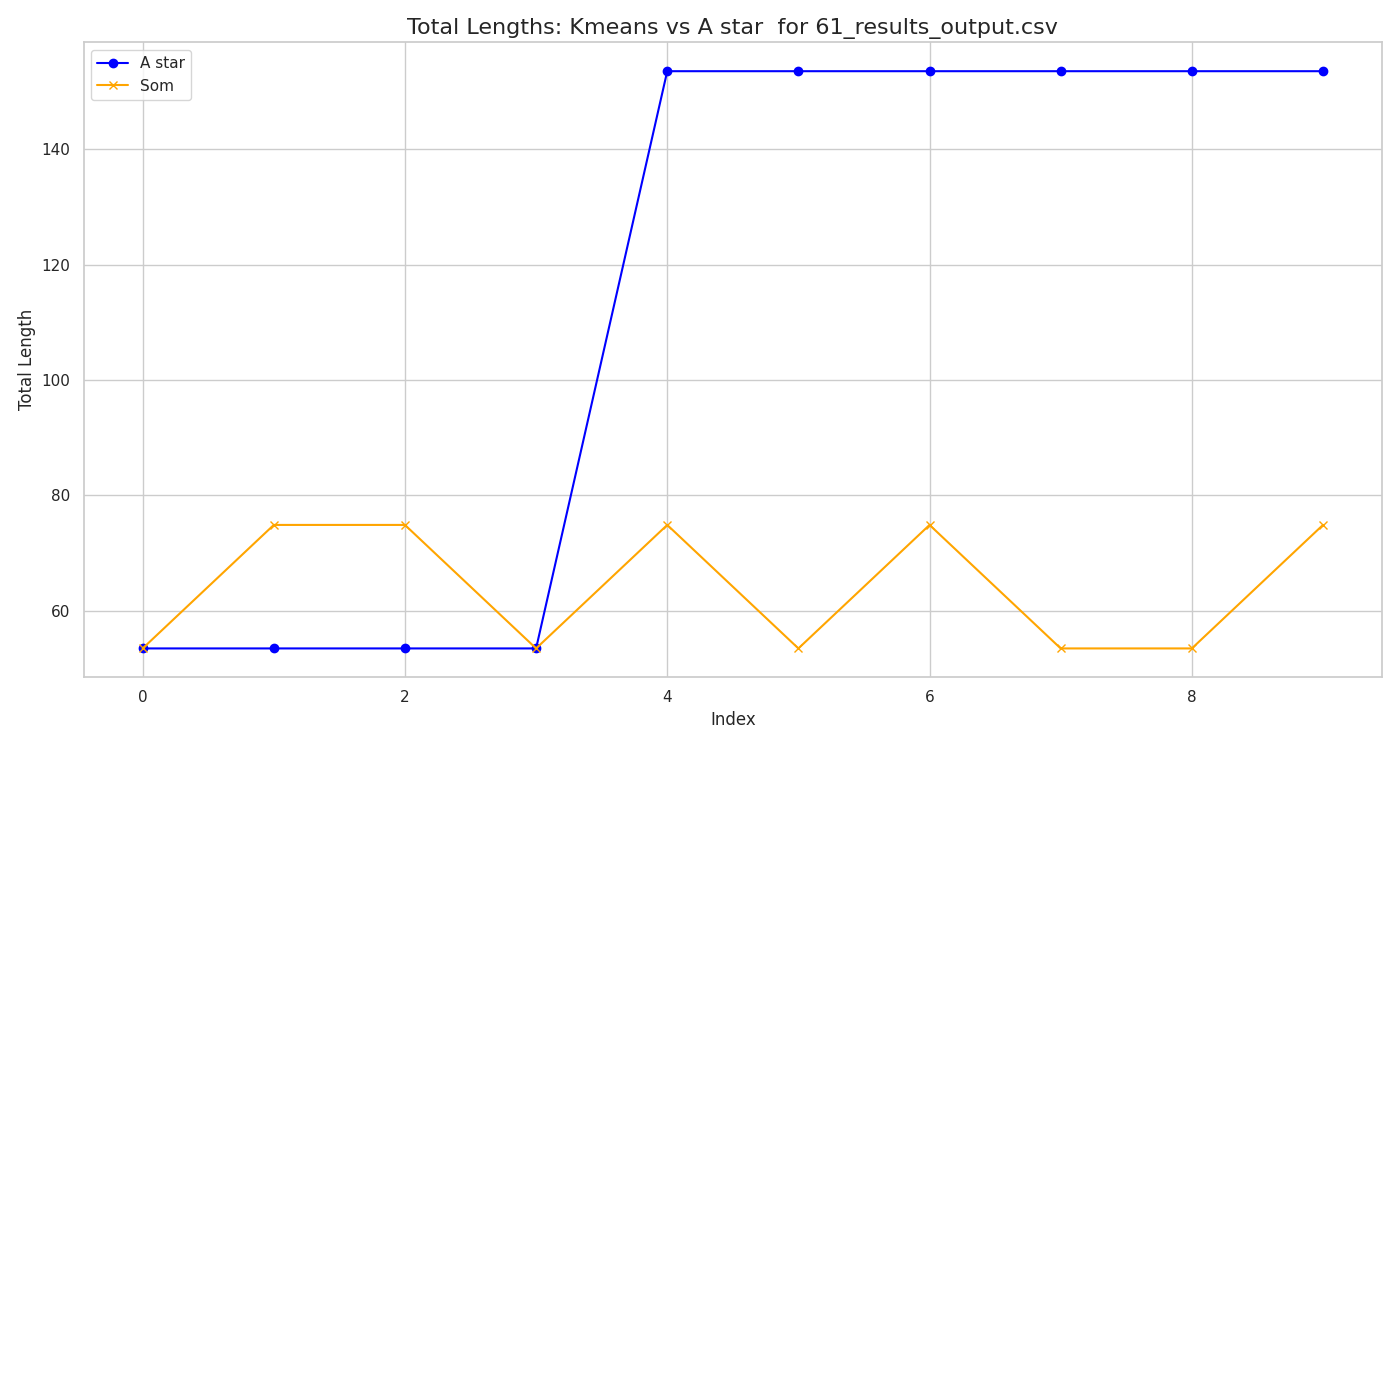 Total Lengths: Kmeans vs A star  for 61_results_output.csv
A star
Som
140
120
100
80
60
Total Length
0 2 4 6 8
Index